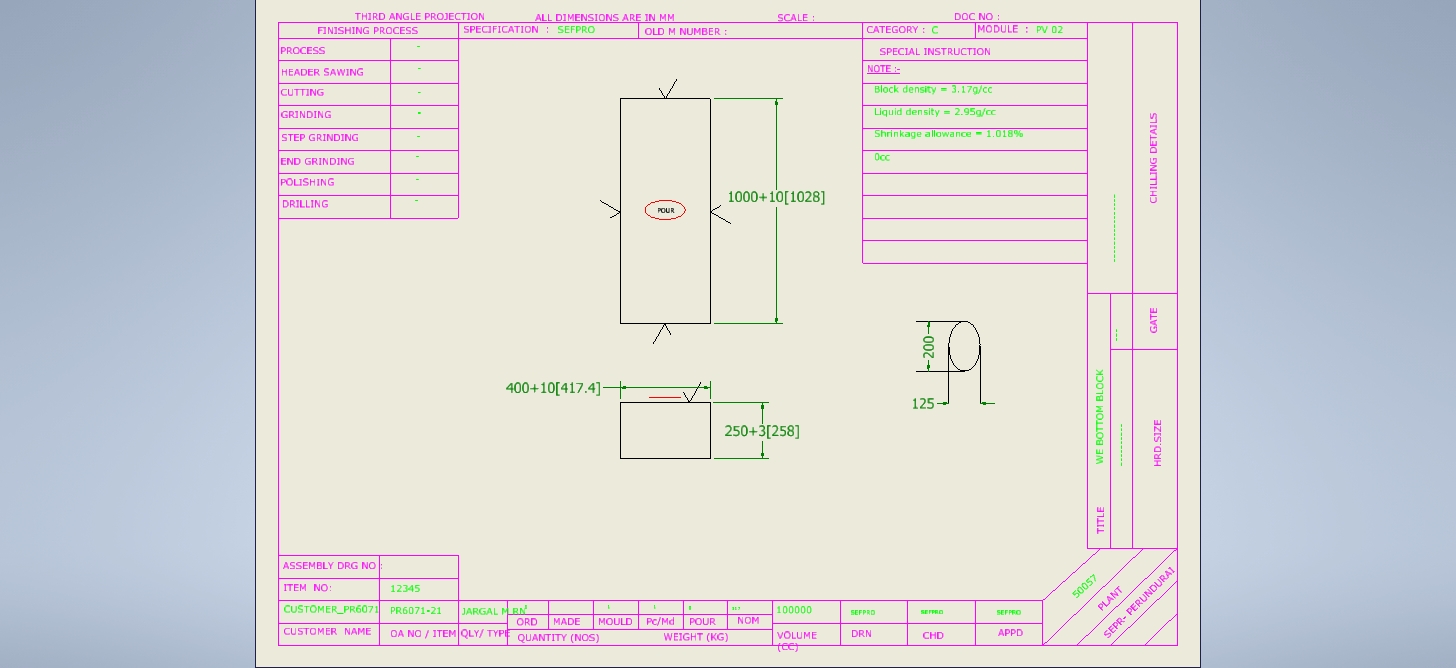 THIRD ANGLE PROJECTION ALL DIMENSIONS ARE IN MM SCALE : DOC NO :
FINISHING PROCESS SPECIFICATION : SEFPRO OLD M NUMBER : CATEGORY : C MODULE : PV 02
PROCESS -
HEADER SAWING -
CUTTING -
GRINDING -
STEP GRINDING -
END GRINDING -
POLISHING -
DRILLING -
SPECIAL INSTRUCTION
NOTE :-
Block density = 3.17g/cc
Liquid density = 2.95g/cc
Shrinkage allowance = 1.018%
0cc
CHILLING DETAILS
1000+10[1028]
POUR
GATE
200
125
400+10[417.4]
250+3[258]
WE BOTTOM BLOCK
TITLE
HRD.SIZE
ASSEMBLY DRG NO :
ITEM NO: 12345
CUSTOMER_PR6071 PR6071-21 JARGAL M RN 100000 SEFPRO SEFPRO SEFPRO
ORD MADE MOULD Pc/Md POUR NOM
CUSTOMER NAME OA NO / ITEM QLY/ TYPE QUANTITY (NOS) WEIGHT (KG) VOLUME (CC) DRN CHD APPD
50057
PLANT
SEPR- PERUNDURAI